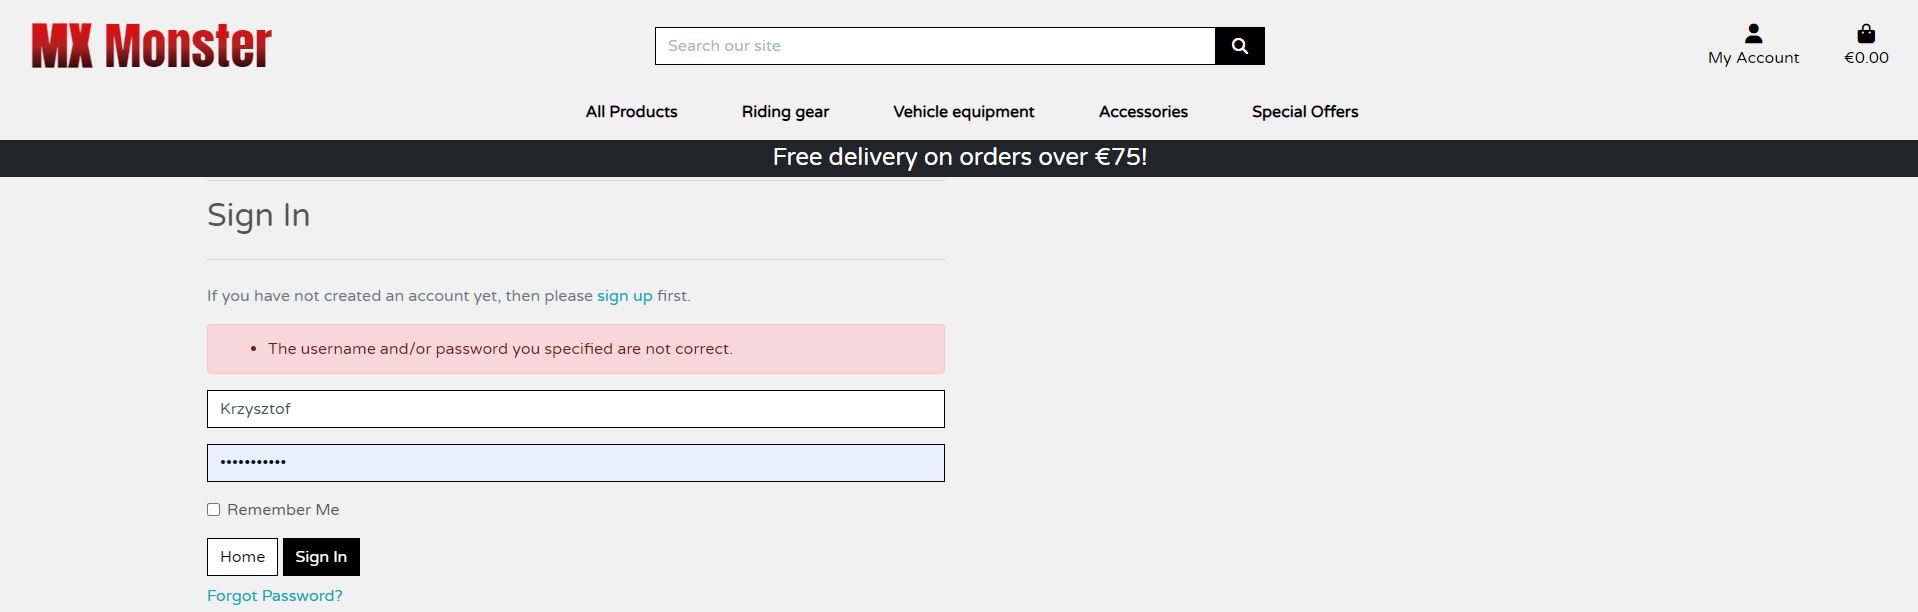 MX Monster
Search our site
My Account
€0.00
All Products
Riding gear
Vehicle equipment
Accessories
Special Offers
Free delivery on orders over €75!
Sign In
If you have not created an account yet, then please sign up first.
• The username and/or password you specified are not correct.
Krzysztof
•••••••••••
Remember Me
Home
Sign In
Forgot Password?